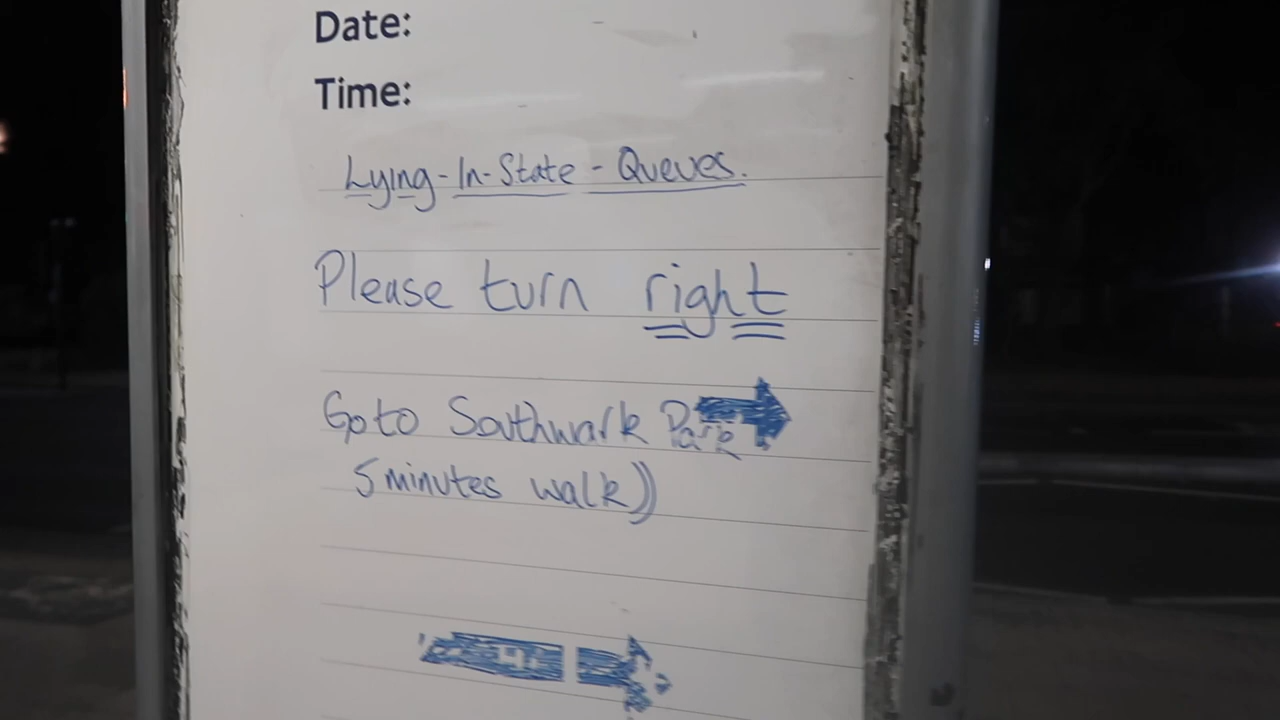 Date:
Time:
Lying-In-State-Queues.
Please turn right
Go to Southwark Park
5 minutes walk))